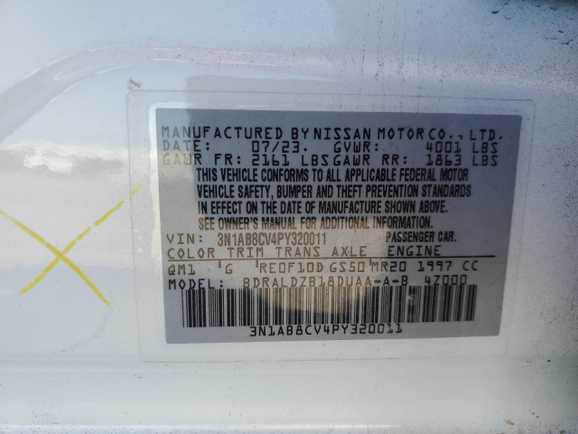 MANUFACTURED BY NISSAN MOTOR CO., LTD.
DATE: 07/23. GVWR: 4001 LBS
GAWR FR: 2161 LBS GAWR RR: 1863 LBS
THIS VEHICLE CONFORMS TO ALL APPLICABLE FEDERAL MOTOR
VEHICLE SAFETY, BUMPER AND THEFT PREVENTION STANDARDS
IN EFFECT ON THE DATE OF MANUFACTURE SHOWN ABOVE.
SEE OWNER'S MANUAL FOR ADDITIONAL INFORMATION.
VIN: 3N1AB8CV4PY320011 PASSENGER CAR.
COLOR TRIM TRANS AXLE ENGINE
QM1 G RE0F10D GS50 MR20 1997 CC
MODEL: BDRALDZB18DUAA-A-B 4Z000
3N1AB8CV4PY320011